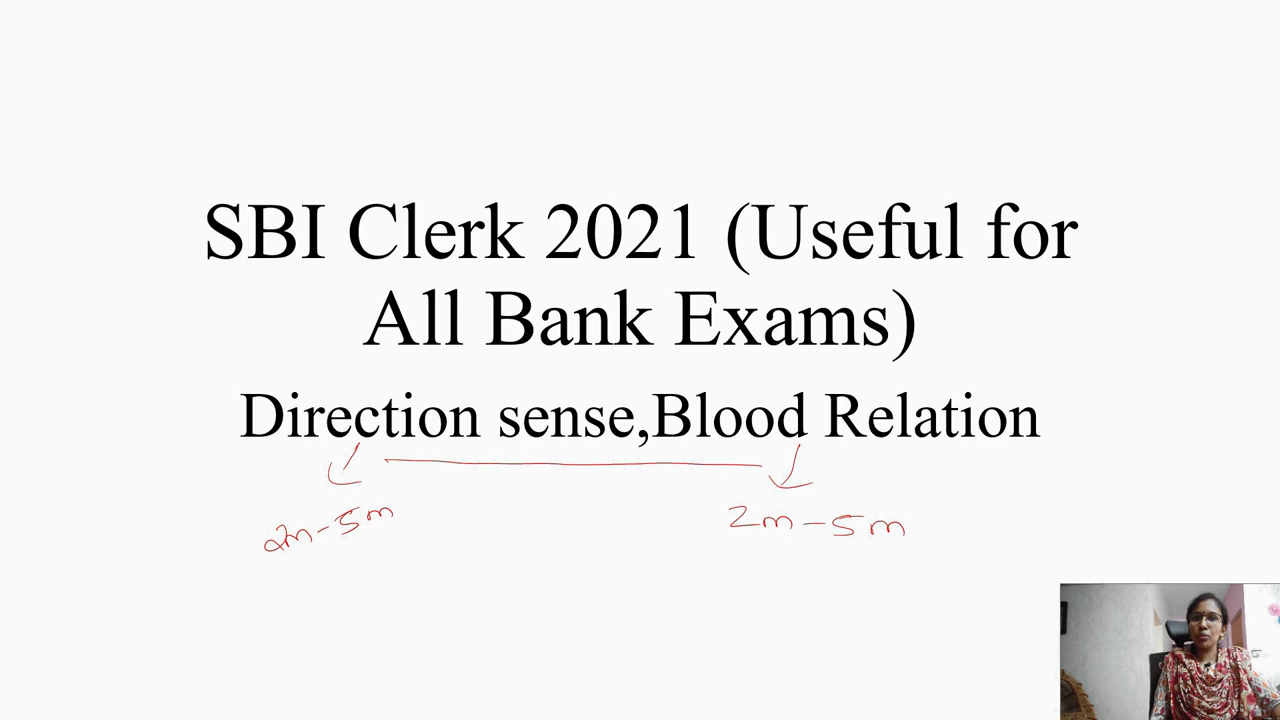 SBI Clerk 2021 (Useful for
All Bank Exams)
Direction sense,Blood Relation
2m-5m
2m-5m